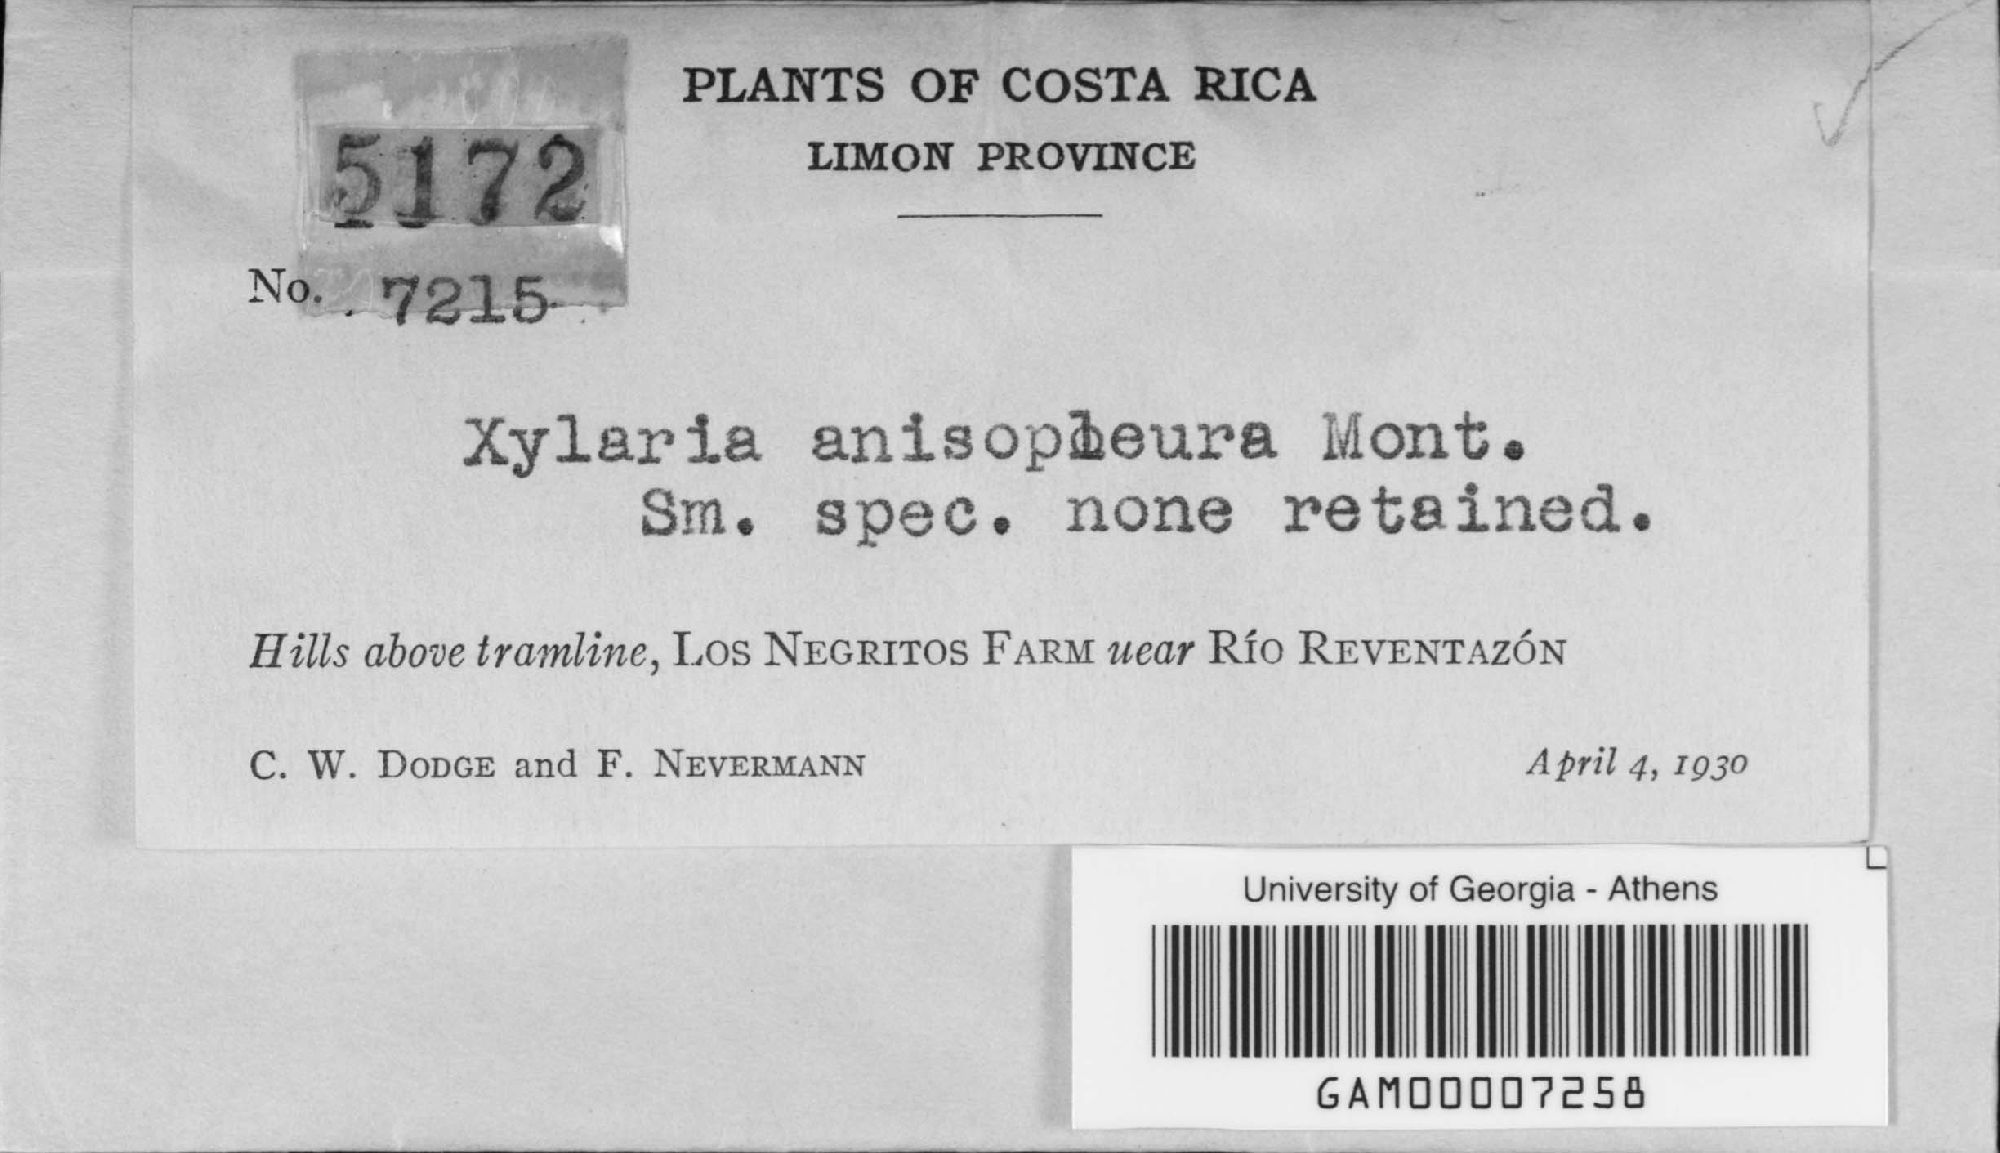 PLANTS OF COSTA RICA
LIMON PROVINCE
5172
No. 7215
Xylaria anisopleura Mont.
Sm. spec. none retained.
Hills above tramline, LOS NEGRITOS FARM uear RÍO REVENTAZÓN
C. W. DODGE and F. NEVERMANN April 4, 1930
University of Georgia - Athens
GAM00007258